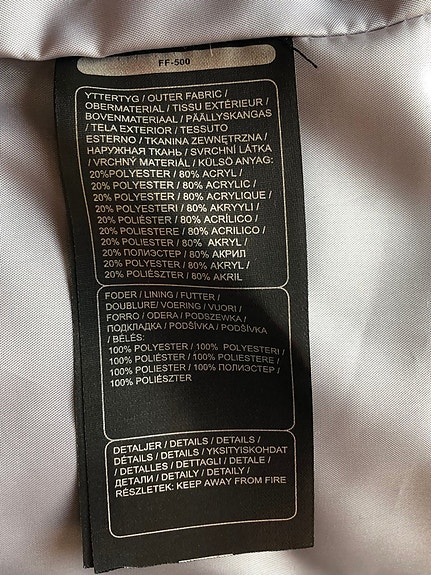 FF-500
YTTERTYG / OUTER FABRIC /
OBERMATERIAL / TISSU EXTÉRIEUR /
BOVENMATERIAAL / PÄÄLLYSKANGAS
/ TELA EXTERIOR / TESSUTO
ESTERNO / TKANINA ZEWNĘTRZNA /
НАРУЖНАЯ ТКАНЬ / SVRCHNÍ LÁTKA
/ VRCHNÝ MATERIÁL / KÜLSÖ ANYAG:
20%POLYESTER / 80% ACRYL /
20% POLYESTER / 80% ACRYLIC /
20% POLYESTER / 80% ACRYLIQUE /
20% POLYESTERI / 80% AKRYYLI /
20% POLIÉSTER / 80% ACRÍLICO /
20% POLIESTERE / 80% ACRILICO /
20% POLIESTER / 80% AKRYL /
20% ПОЛИЭСТЕР / 80% АКРИЛ
20% POLYESTER / 80% AKRYL /
20% POLIÉSZTER / 80% AKRIL
FODER / LINING / FUTTER /
DOUBLURE/ VOERING / VUORI /
FORRO / FODERA / PODSZEWKA /
ПОДКЛАДКА / PODŠÍVKA / PODŠÍVKA
/ BÉLÉS:
100% POLYESTER / 100% POLYESTERI /
100% POLIÉSTER / 100% POLIESTERE /
100% POLIESTER / 100% ПОЛИЭСТЕР /
100% POLIÉSZTER
DETALJER / DETAILS / DETAILS /
DÉTAILS / DETAILS / YKSITYISKOHDAT
/ DETALLES / DETTAGLI / DETALE /
ДЕТАЛИ / DETAILY / DETAILY /
RÉSZLETEK: KEEP AWAY FROM FIRE